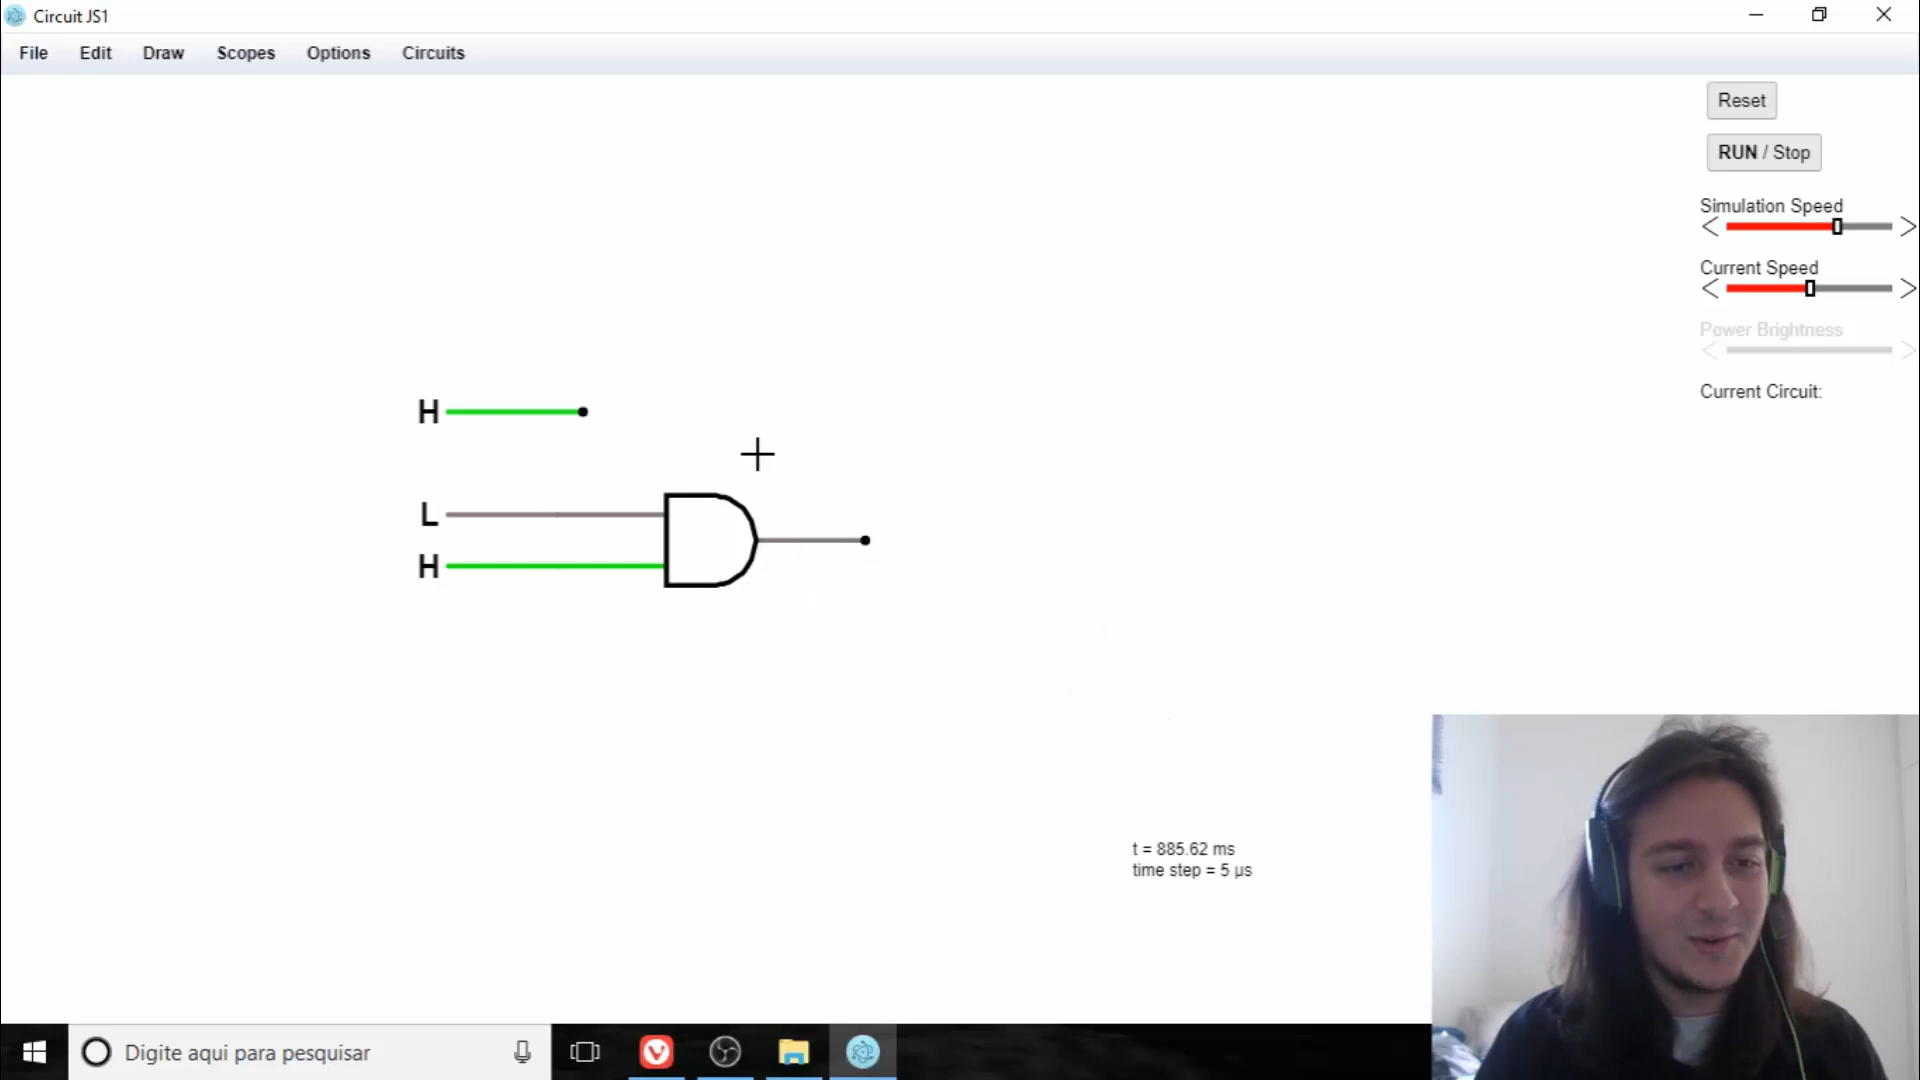 Circuit JS1
File Edit Draw Scopes Options Circuits
Reset
RUN / Stop
Simulation Speed
Current Speed
Power Brightness
Current Circuit:
H
L
H
t = 885.62 ms
time step = 5 µs
Digite aqui para pesquisar